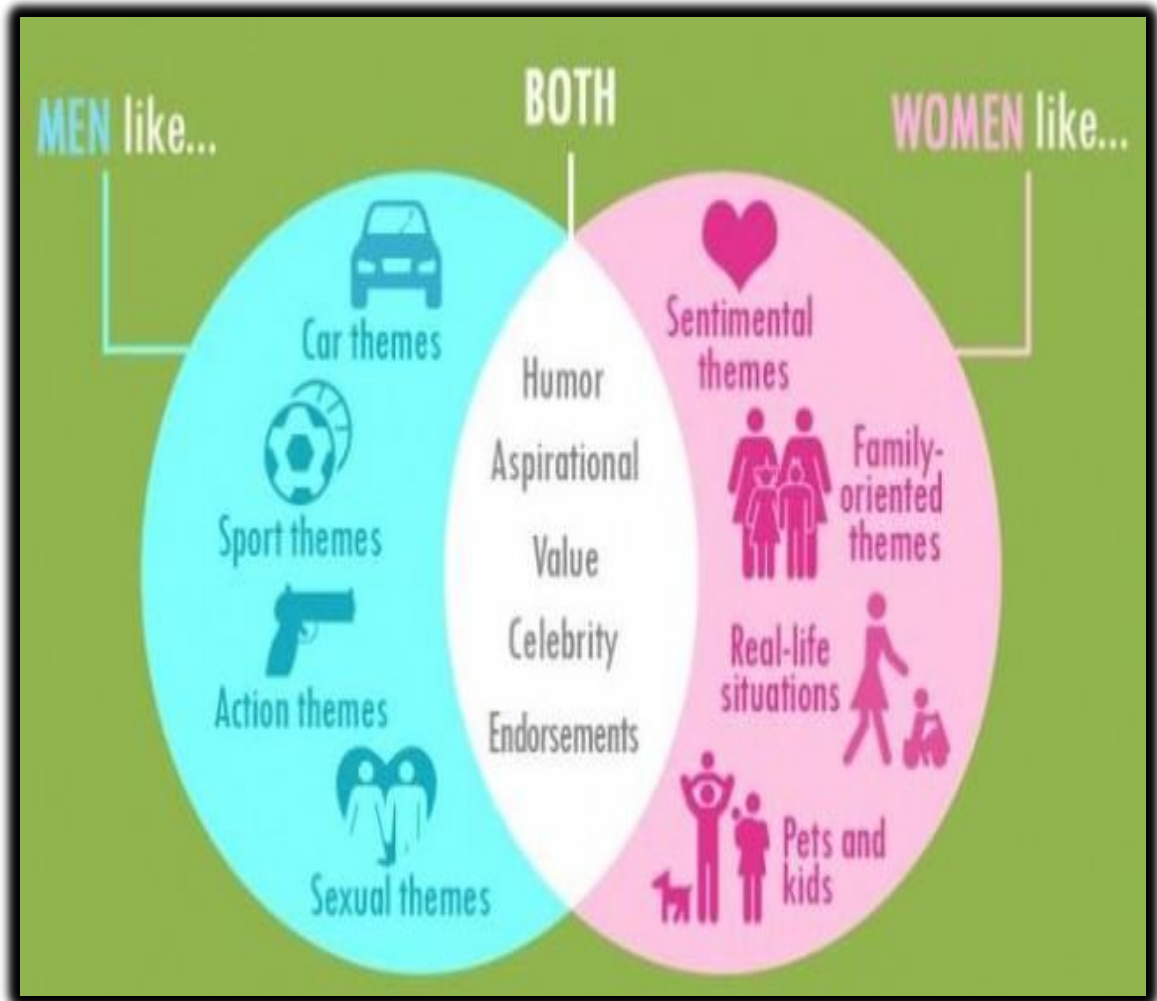 MEN like...
BOTH
WOMEN like...
Car themes
Sport themes
Action themes
Sexual themes
Humor
Aspirational
Value
Celebrity
Endorsements
Sentimental
themes
Family-
oriented
themes
Real-life
situations
Pets and
kids